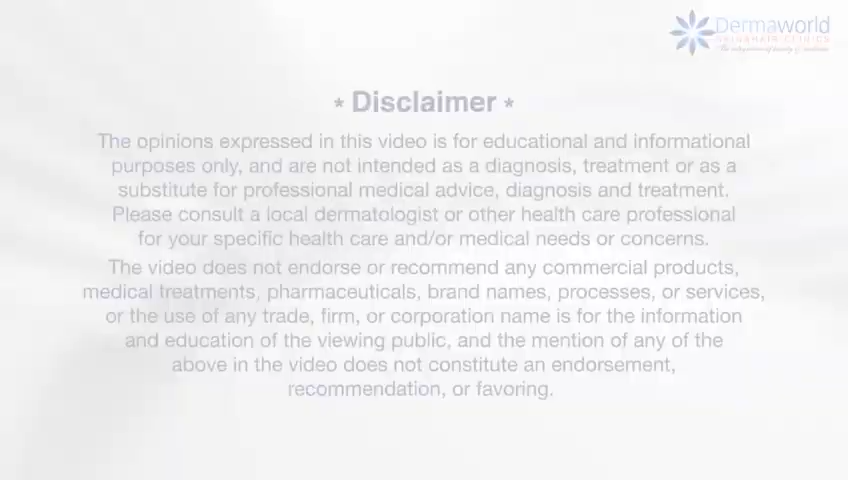 Dermaworld
SKIN & HAIR CLINICS
* Disclaimer *
The opinions expressed in this video is for educational and informational
purposes only, and are not intended as a diagnosis, treatment or as a
substitute for professional medical advice, diagnosis and treatment.
Please consult a local dermatologist or other health care professional
for your specific health care and/or medical needs or concerns.
The video does not endorse or recommend any commercial products,
medical treatments, pharmaceuticals, brand names, processes, or services,
or the use of any trade, firm, or corporation name is for the information
and education of the viewing public, and the mention of any of the
above in the video does not constitute an endorsement,
recommendation, or favoring.